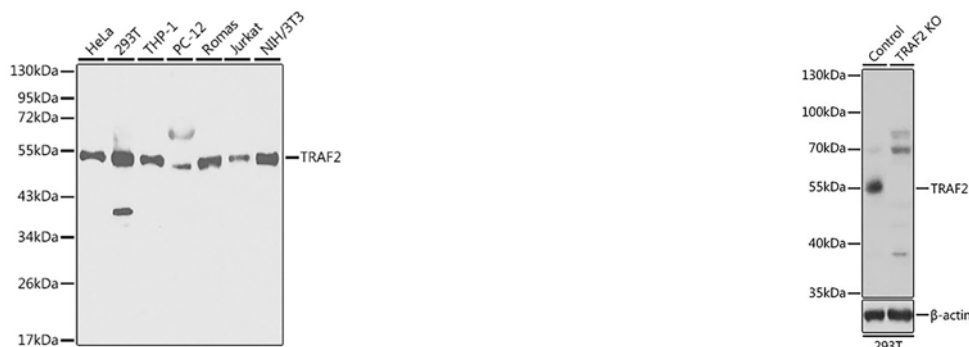 HeLa
293T
THP-1
PC-12
Romas
Jurkat
NIH/3T3
130kDa
95kDa
72kDa
55kDa
43kDa
34kDa
26kDa
17kDa
TRAF2
Control
TRAF2 KO
130kDa
100kDa
70kDa
55kDa
40kDa
35kDa
TRAF2
β-actin
293T